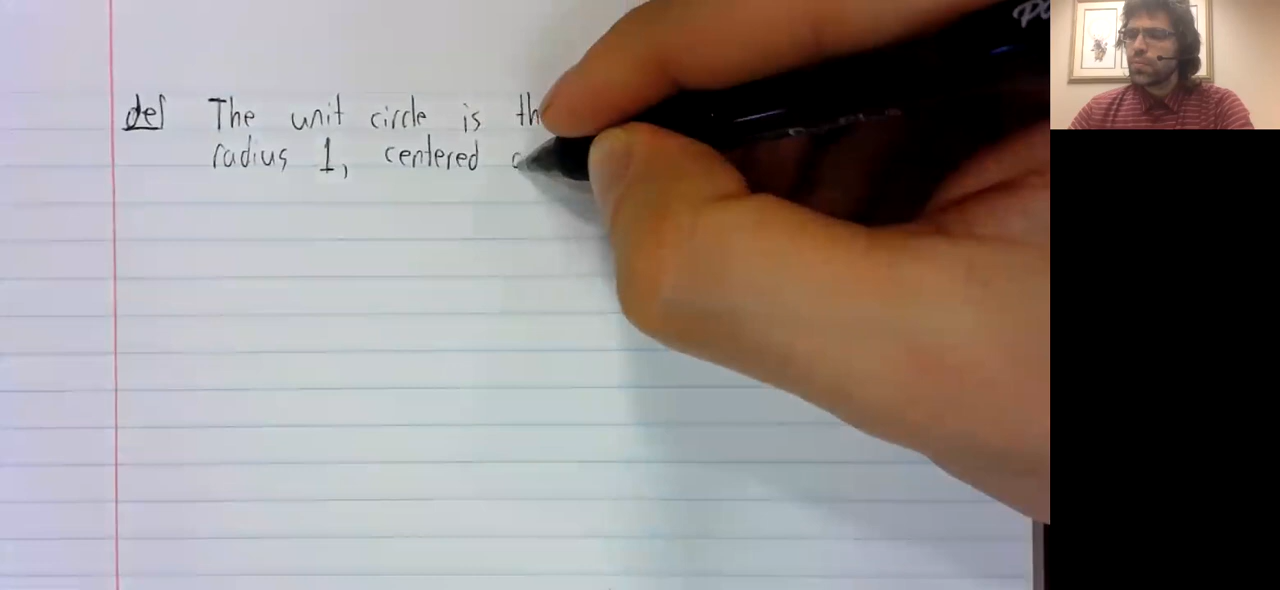 def The unit circle is th
radius 1, centered